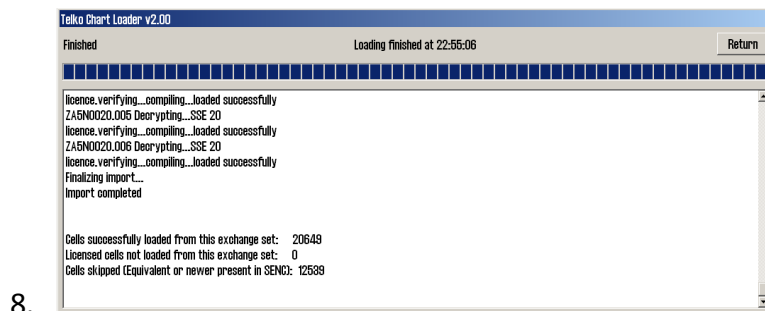 Telko Chart Loader v2.00
Finished Loading finished at 22:55:06 Return
licence.verifying...compiling...loaded successfully
ZA5N0020.005 Decrypting...SSE 20
licence.verifying...compiling...loaded successfully
ZA5N0020.006 Decrypting...SSE 20
licence.verifying...compiling...loaded successfully
Finalizing import...
Import completed
Cells successfully loaded from this exchange set: 20649
Licensed cells not loaded from this exchange set: 0
Cells skipped (Equivalent or newer present in SENC): 12539
8.